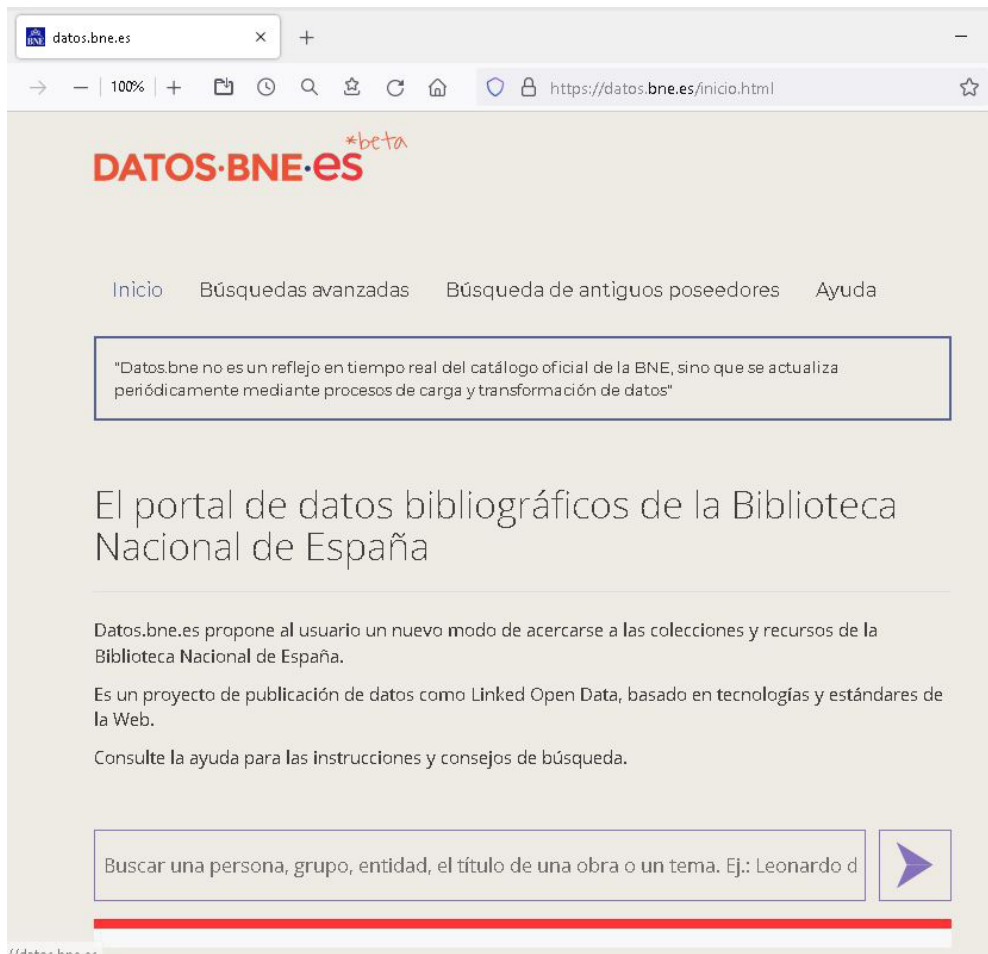 datos.bne.es
100%
https://datos.bne.es/inicio.html
*beta
DATOS·BNE·es
Inicio Búsquedas avanzadas Búsqueda de antiguos poseedores Ayuda
"Datos.bne no es un reflejo en tiempo real del catálogo oficial de la BNE, sino que se actualiza
periódicamente mediante procesos de carga y transformación de datos"
El portal de datos bibliográficos de la Biblioteca
Nacional de España
Datos.bne.es propone al usuario un nuevo modo de acercarse a las colecciones y recursos de la
Biblioteca Nacional de España.
Es un proyecto de publicación de datos como Linked Open Data, basado en tecnologías y estándares de
la Web.
Consulte la ayuda para las instrucciones y consejos de búsqueda.
Buscar una persona, grupo, entidad, el título de una obra o un tema. Ej.: Leonardo d